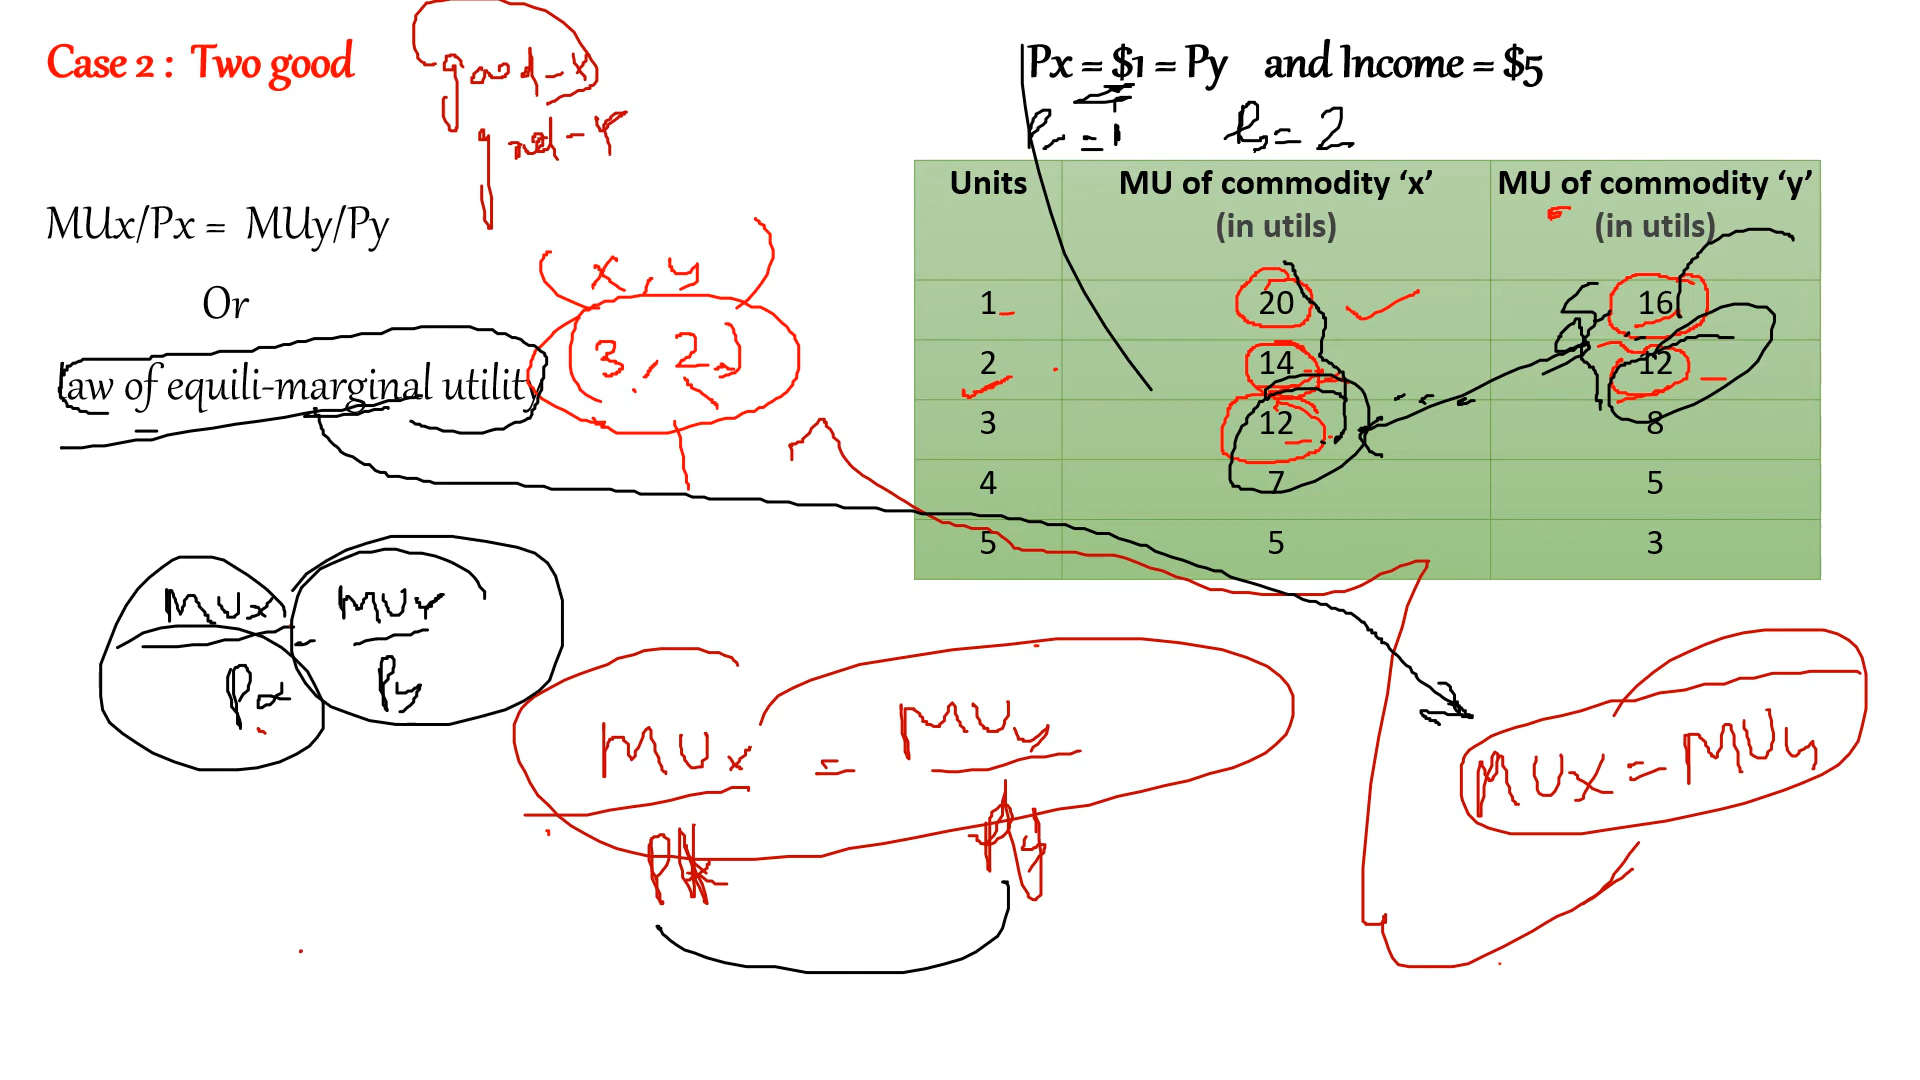 Case 2 : Two good
good - x
good - Y
Px = $1 = Py and Income = $5
= 1 = 2
MUx/Px = MUy/Py
Or
law of equili-marginal utility
x , y
3 , 2
Units MU of commodity ‘x’ (in utils) MU of commodity ‘y’ (in utils)
1 20 16
2 14 12
3 12 8
4 7 5
5 5 3
MUx = MUY
Px Py
MUx = MUy
Px Py
MUX = MUy